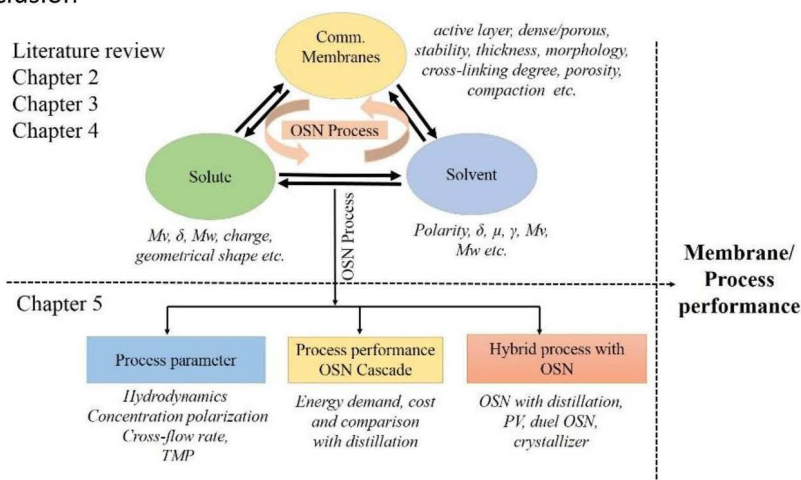 Literature review
Chapter 2
Chapter 3
Chapter 4
Comm.
Membranes
active layer, dense/porous,
stability, thickness, morphology,
cross-linking degree, porosity,
compaction etc.
OSN Process
Solute
Solvent
Mv, δ, Mw, charge,
geometrical shape etc.
OSN Process
Polarity, δ, μ, γ, Mv,
Mw etc.
Membrane/
Process
performance
Chapter 5
Process parameter
Hydrodynamics
Concentration polarization
Cross-flow rate,
TMP
Process performance
OSN Cascade
Energy demand, cost
and comparison
with distillation
Hybrid process with
OSN
OSN with distillation,
PV, duel OSN,
crystallizer